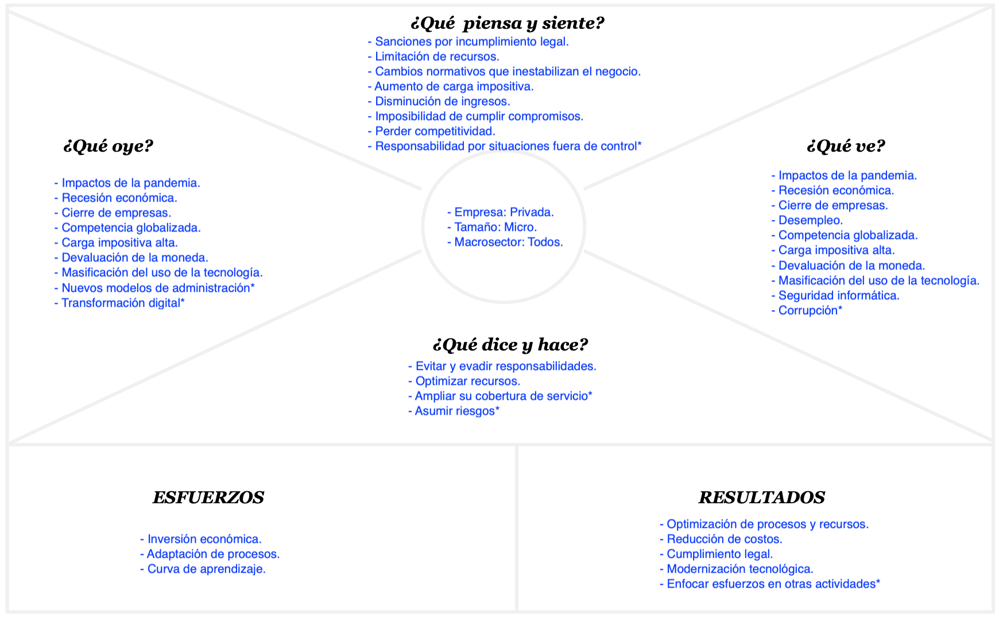 ¿Qué  piensa y siente?
- Sanciones por incumplimiento legal.
- Limitación de recursos.
- Cambios normativos que inestabilizan el negocio.
- Aumento de carga impositiva.
- Disminución de ingresos.
- Imposibilidad de cumplir compromisos.
- Perder competitividad.
- Responsabilidad por situaciones fuera de control*
¿Qué oye?
- Impactos de la pandemia.
- Recesión económica.
- Cierre de empresas.
- Competencia globalizada.
- Carga impositiva alta.
- Devaluación de la moneda.
- Masificación del uso de la tecnología.
- Nuevos modelos de administración*
- Transformación digital*
- Empresa: Privada.
- Tamaño: Micro.
- Macrosector: Todos.
¿Qué ve?
- Impactos de la pandemia.
- Recesión económica.
- Cierre de empresas.
- Desempleo.
- Competencia globalizada.
- Carga impositiva alta.
- Devaluación de la moneda.
- Masificación del uso de la tecnología.
- Seguridad informática.
- Corrupción*
¿Qué dice y hace?
- Evitar y evadir responsabilidades.
- Optimizar recursos.
- Ampliar su cobertura de servicio*
- Asumir riesgos*
ESFUERZOS
- Inversión económica.
- Adaptación de procesos.
- Curva de aprendizaje.
RESULTADOS
- Optimización de procesos y recursos.
- Reducción de costos.
- Cumplimiento legal.
- Modernización tecnológica.
- Enfocar esfuerzos en otras actividades*